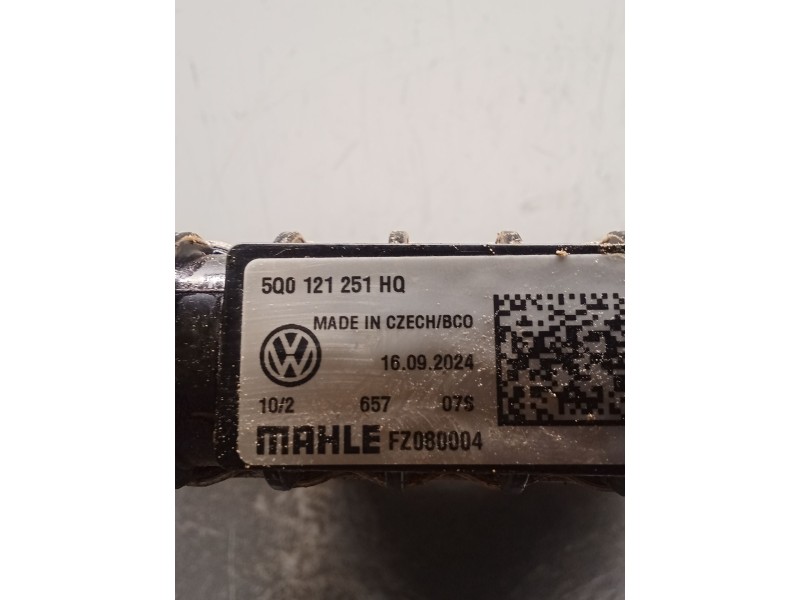 5Q0 121 251 HQ
MADE IN CZECH/BCO
16.09.2024
10/2 657 07S
MAHLE FZ080004